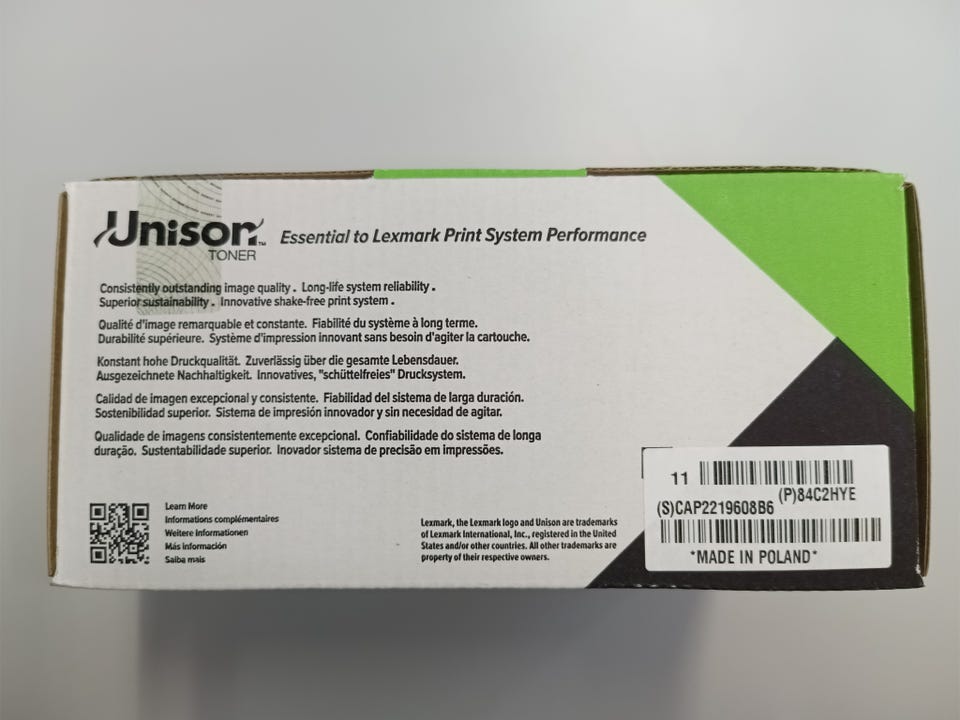 Unison™ Essential to Lexmark Print System Performance
TONER
Consistently outstanding image quality . Long-life system reliability .
Superior sustainability . Innovative shake-free print system .
Qualité d'image remarquable et constante. Fiabilité du système à long terme.
Durabilité supérieure. Système d'impression innovant sans besoin d'agiter la cartouche.
Konstant hohe Druckqualität. Zuverlässig über die gesamte Lebensdauer.
Ausgezeichnete Nachhaltigkeit. Innovatives, "schüttelfreies" Drucksystem.
Calidad de imagen excepcional y consistente. Fiabilidad del sistema de larga duración.
Sostenibilidad superior. Sistema de impresión innovador y sin necesidad de agitar.
Qualidade de imagens consistentemente excepcional. Confiabilidade do sistema de longa
duração. Sustentabilidade superior. Inovador sistema de precisão em impressões.
Learn More
Informations complémentaires
Weitere Informationen
Más información
Saiba mais
Lexmark, the Lexmark logo and Unison are trademarks
of Lexmark International, Inc., registered in the United
States and/or other countries. All other trademarks are
property of their respective owners.
11
(P)84C2HYE
(S)CAP2219608B6
*MADE IN POLAND*